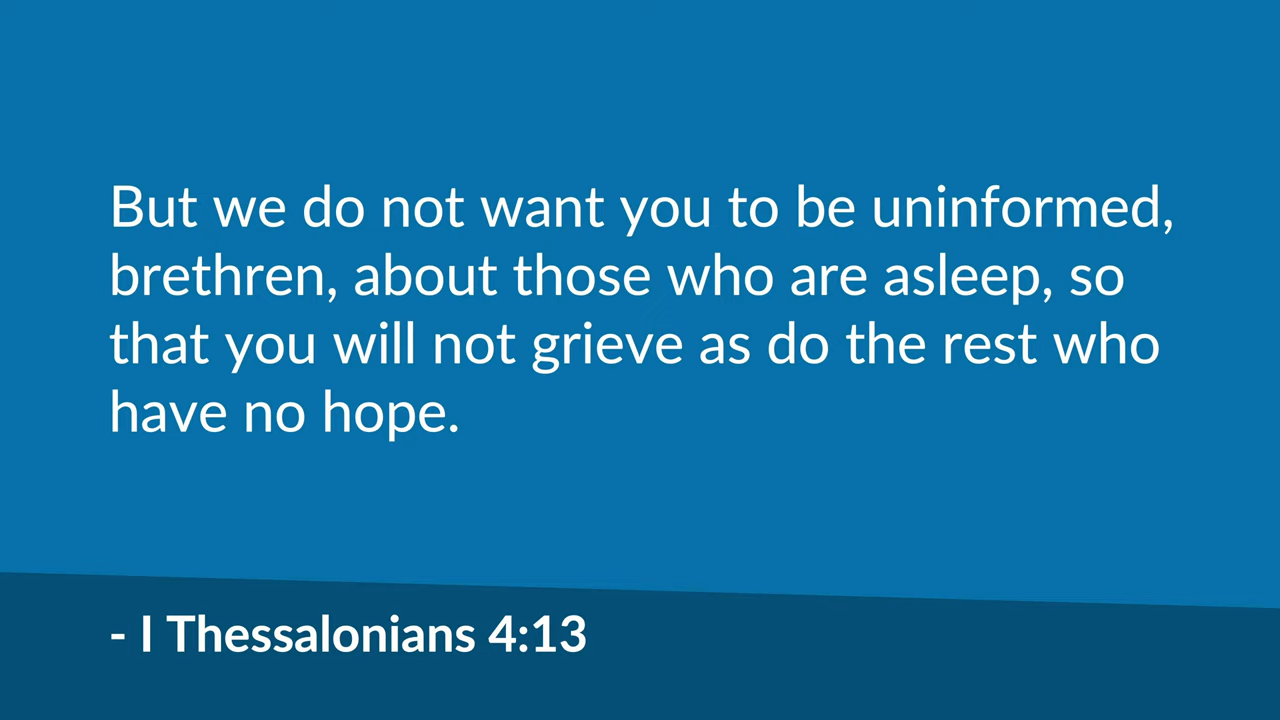 But we do not want you to be uninformed,
brethren, about those who are asleep, so
that you will not grieve as do the rest who
have no hope.
- I Thessalonians 4:13